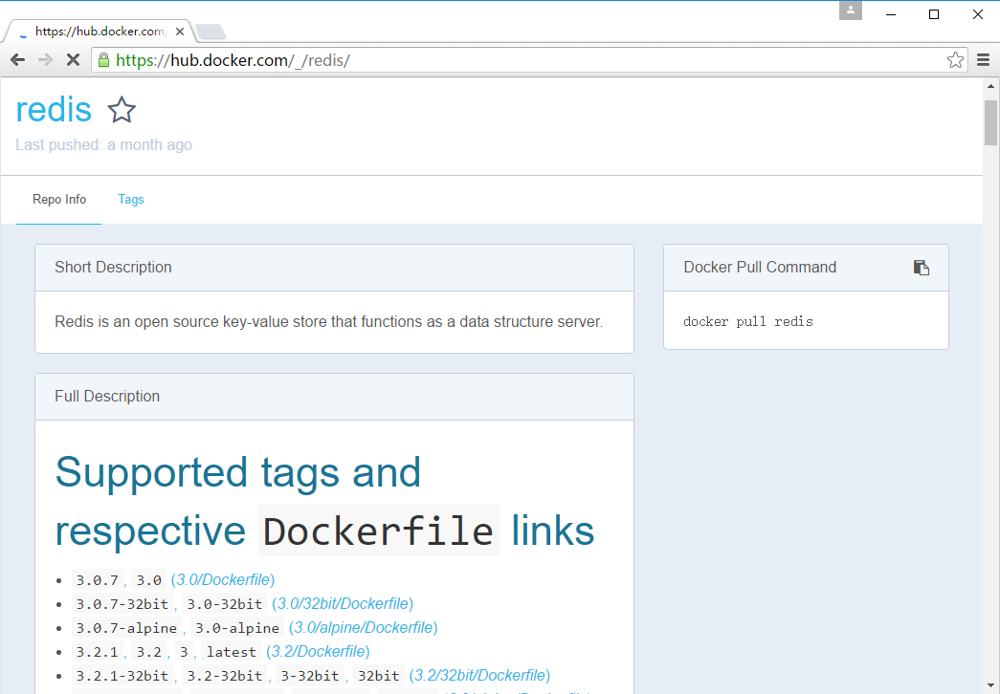 https://hub.docker.com/
https://hub.docker.com/_/redis/
redis
Last pushed: a month ago
Repo Info Tags
Short Description
Redis is an open source key-value store that functions as a data structure server.
Docker Pull Command
docker pull redis
Full Description
Supported tags and
respective Dockerfile links
3.0.7, 3.0 (3.0/Dockerfile)
3.0.7-32bit, 3.0-32bit (3.0/32bit/Dockerfile)
3.0.7-alpine, 3.0-alpine (3.0/alpine/Dockerfile)
3.2.1, 3.2, 3, latest (3.2/Dockerfile)
3.2.1-32bit, 3.2-32bit, 3-32bit, 32bit (3.2/32bit/Dockerfile)